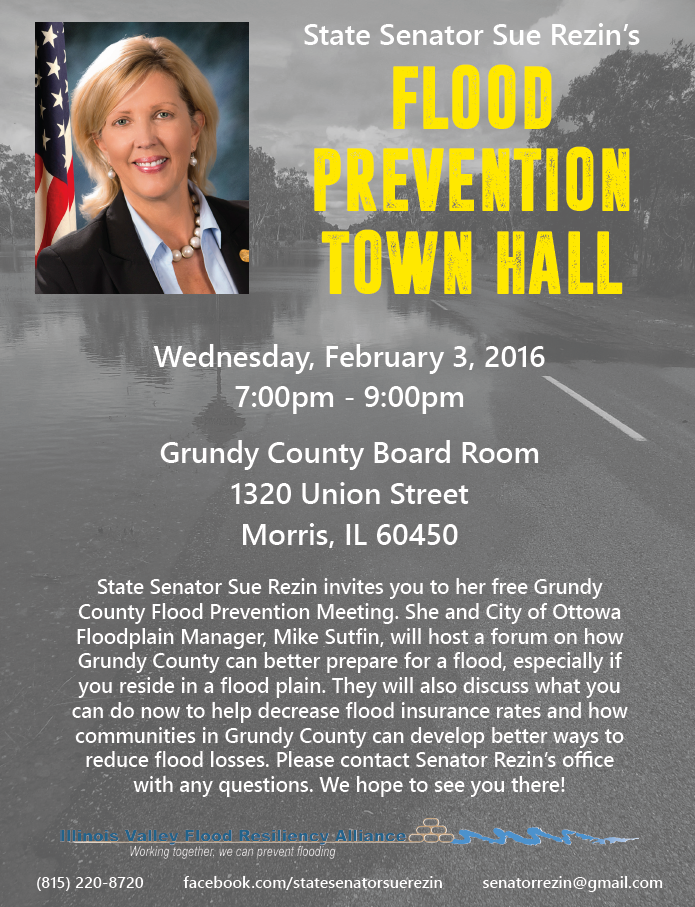 State Senator Sue Rezin’s
FLOOD
PREVENTION
TOWN HALL
Wednesday, February 3, 2016
7:00pm - 9:00pm
Grundy County Board Room
1320 Union Street
Morris, IL 60450
State Senator Sue Rezin invites you to her free Grundy
County Flood Prevention Meeting. She and City of Ottowa
Floodplain Manager, Mike Sutfin, will host a forum on how
Grundy County can better prepare for a flood, especially if
you reside in a flood plain. They will also discuss what you
can do now to help decrease flood insurance rates and how
communities in Grundy County can develop better ways to
reduce flood losses. Please contact Senator Rezin’s office
with any questions. We hope to see you there!
Illinois Valley Flood Resiliency Alliance
Working together, we can prevent flooding
(815) 220-8720 facebook.com/statesenatorsuerezin senatorrezin@gmail.com